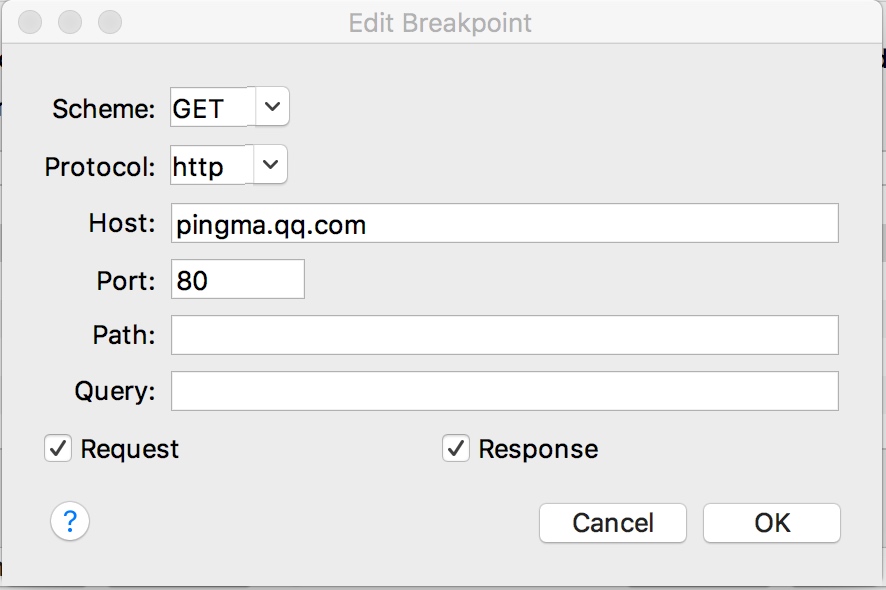 Edit Breakpoint
Scheme: GET
Protocol: http
Host: pingma.qq.com
Port: 80
Path:
Query:
Request Response
? Cancel OK